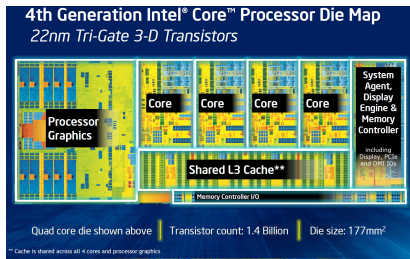 4th Generation Intel® Core™ Processor Die Map
22nm Tri-Gate 3-D Transistors
Processor
Graphics
Core
Core
Core
Core
System
Agent,
Display
Engine &
Memory
Controller
including
Display, PCIe
and DMI IOs
Shared L3 Cache**
Memory Controller I/O
Quad core die shown above
Transistor count: 1.4 Billion
Die size: 177mm²
** Cache is shared across all 4 cores and processor graphics